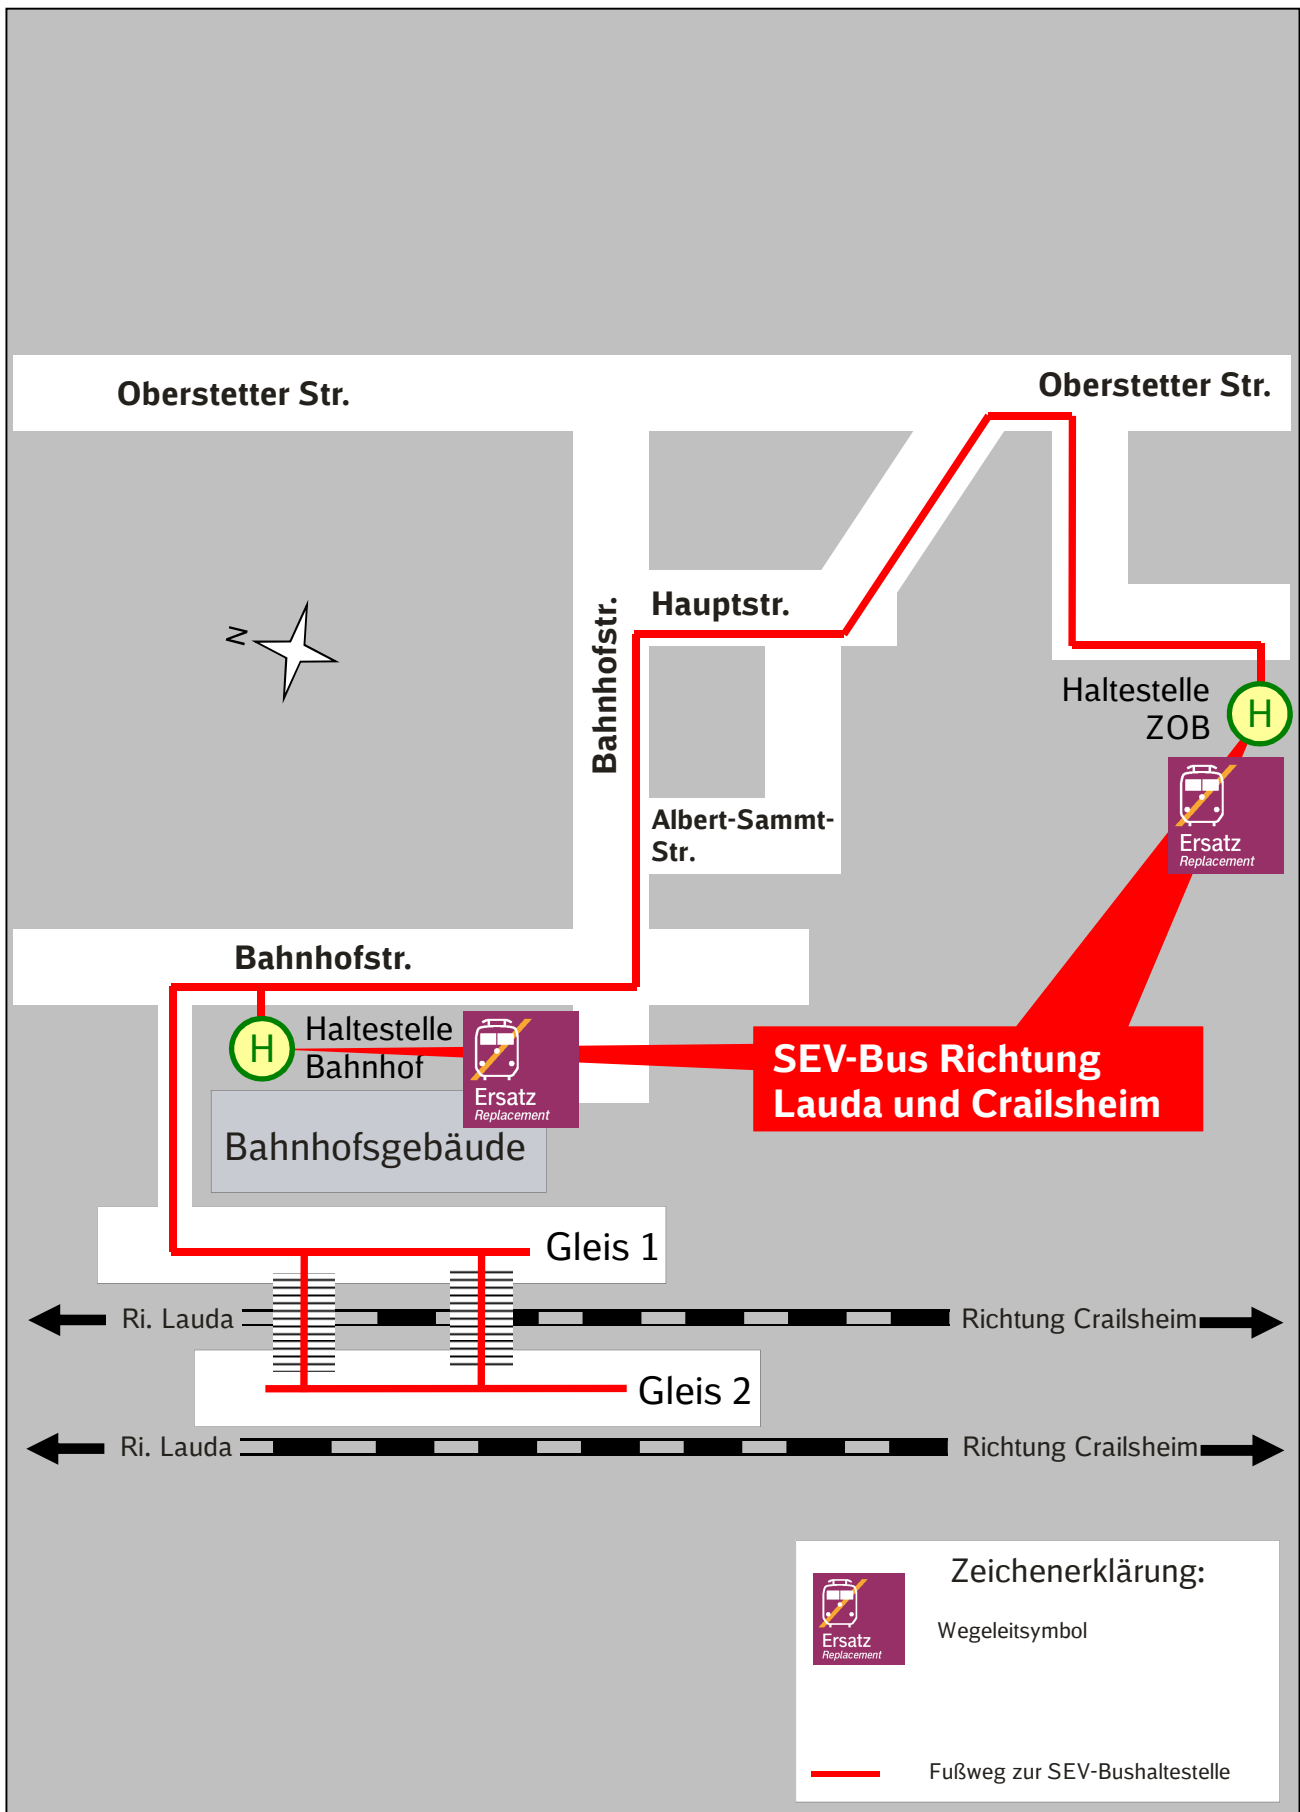 Oberstetter Str.
Oberstetter Str.
N
Hauptstr.
Bahnhofstr.
Haltestelle
ZOB
H
Ersatz
Replacement
Albert-Sammt-
Str.
Bahnhofstr.
H
Haltestelle
Bahnhof
Ersatz
Replacement
SEV-Bus Richtung
Lauda und Crailsheim
Bahnhofsgebäude
Gleis 1
Ri. Lauda
Richtung Crailsheim
Gleis 2
Ri. Lauda
Richtung Crailsheim
Zeichenerklärung:
Ersatz
Replacement
Wegeleitsymbol
Fußweg zur SEV-Bushaltestelle